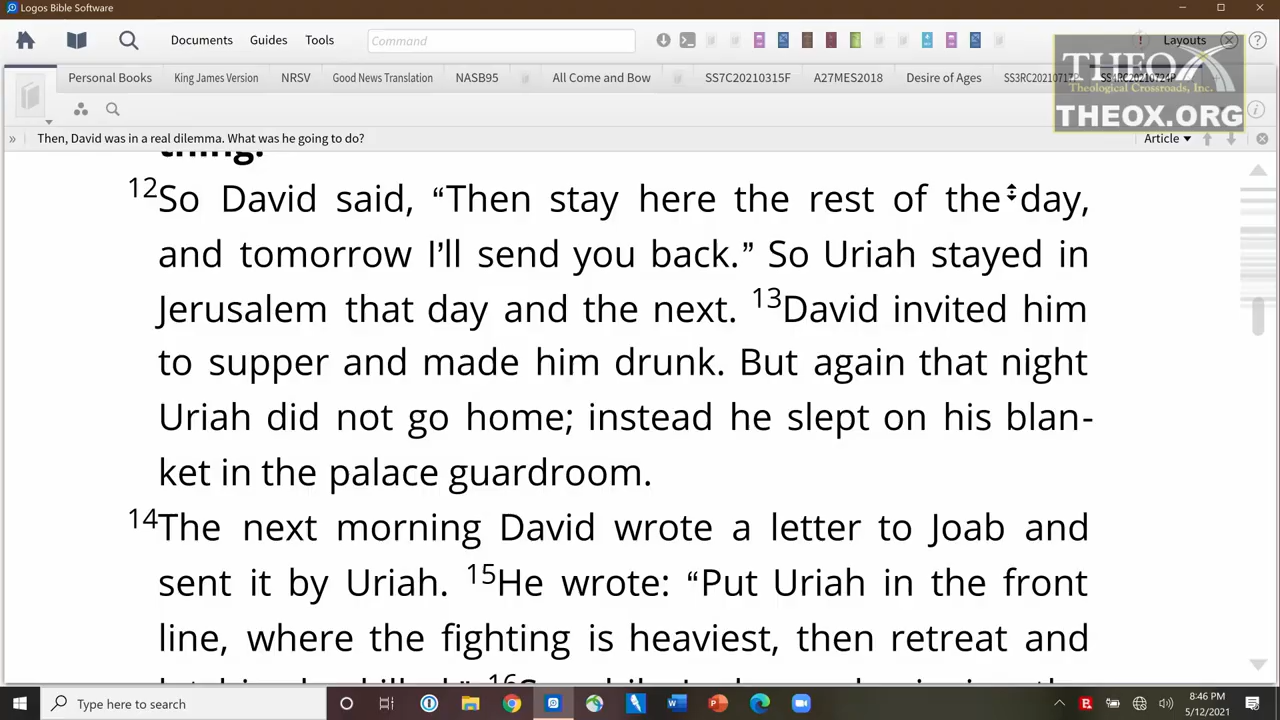 Logos Bible Software
Documents Guides Tools Command Layouts
Personal Books King James Version NRSV Good News Translation NASB95 All Come and Bow SS7C20210315F A27MES2018 Desire of Ages
THEOX
Theological Crossroads, Inc.
THEOX.ORG
Then, David was in a real dilemma. What was he going to do? Article
thing.
12So David said, “Then stay here the rest of the day,
and tomorrow I’ll send you back.” So Uriah stayed in
Jerusalem that day and the next. 13David invited him
to supper and made him drunk. But again that night
Uriah did not go home; instead he slept on his blan-
ket in the palace guardroom.
14The next morning David wrote a letter to Joab and
sent it by Uriah. 15He wrote: “Put Uriah in the front
line, where the fighting is heaviest, then retreat and
Type here to search
8:46 PM
5/12/2021